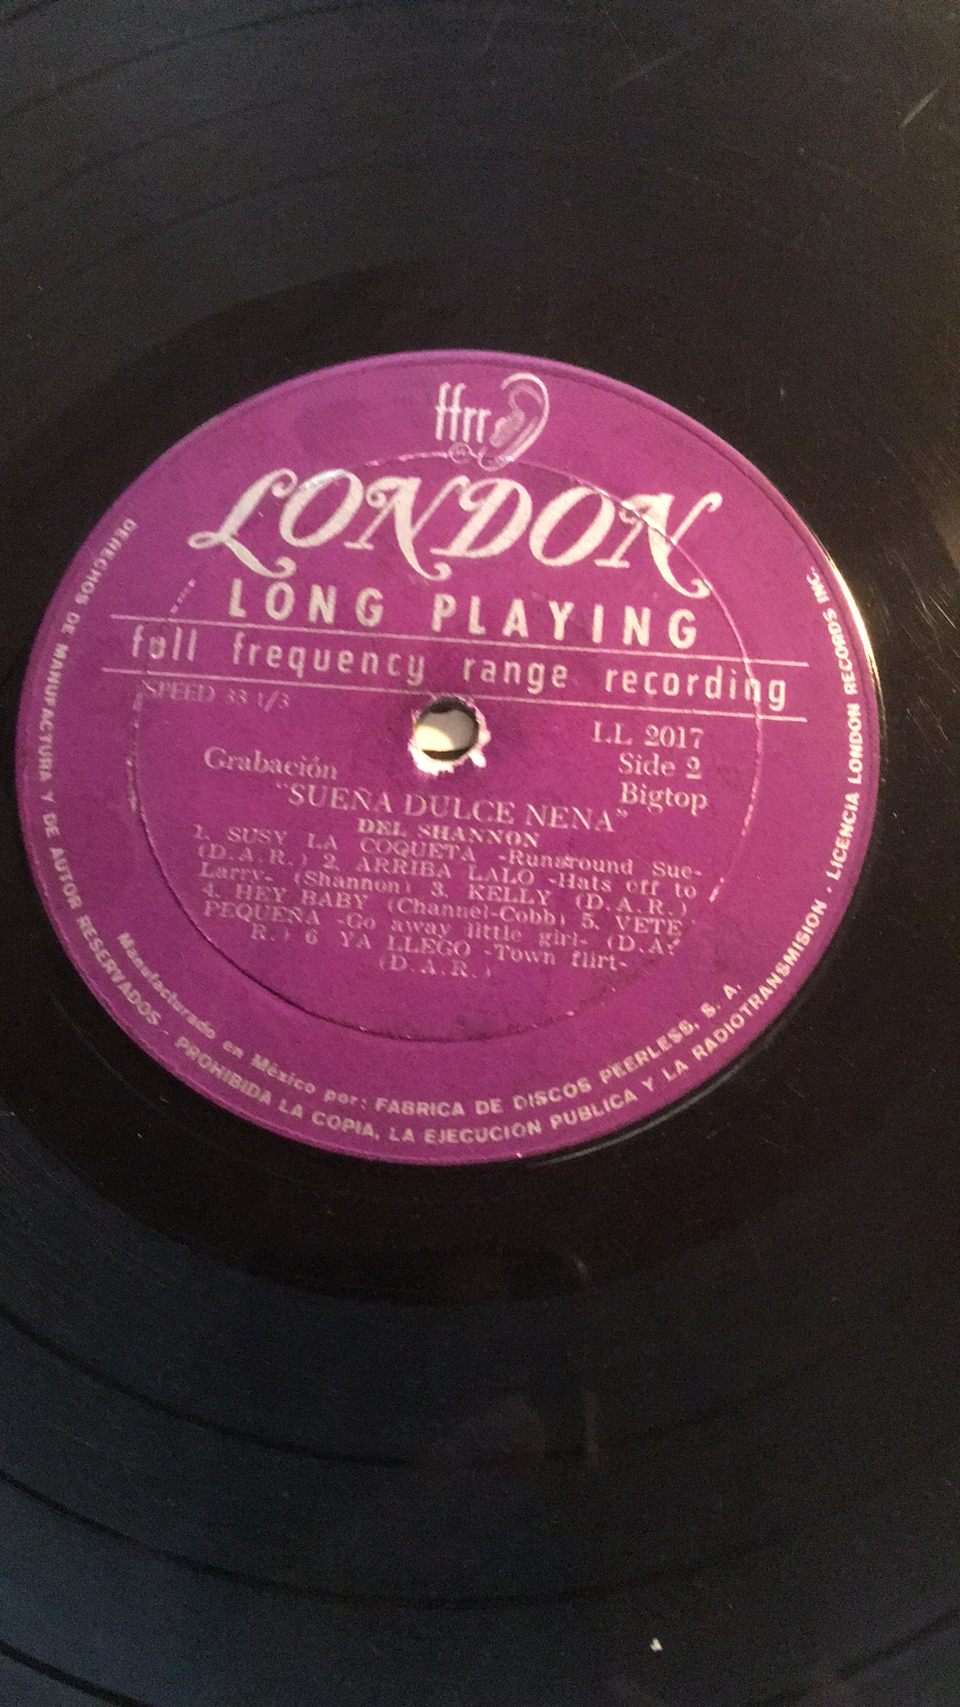 ffrr
LONDON
LONG PLAYING
full frequency range recording
SPEED 33 1/3
LL 2017
Grabación
Side 2
Bigtop
"SUEÑA DULCE NENA"
DEL SHANNON
1. SUSY LA COQUETA -Runaround Sue-
(D.A.R.) 2. ARRIBA LALO -Hats off to
Larry- (Shannon) 3. KELLY (D.A.R.)
4. HEY BABY (Channel-Cobb) 5. VETE
PEQUEÑA -Go away little girl- (D.A.
R.) 6 YA LLEGO -Town flirt-
(D.A.R.)
Manufacturado en México por: FABRICA DE DISCOS PEERLESS, S. A.
DERECHOS DE MANUFACTURA Y DE AUTOR RESERVADOS - PROHIBIDA LA COPIA, LA EJECUCION PUBLICA Y LA RADIOTRANSMISION · LICENCIA LONDON RECORDS INC.